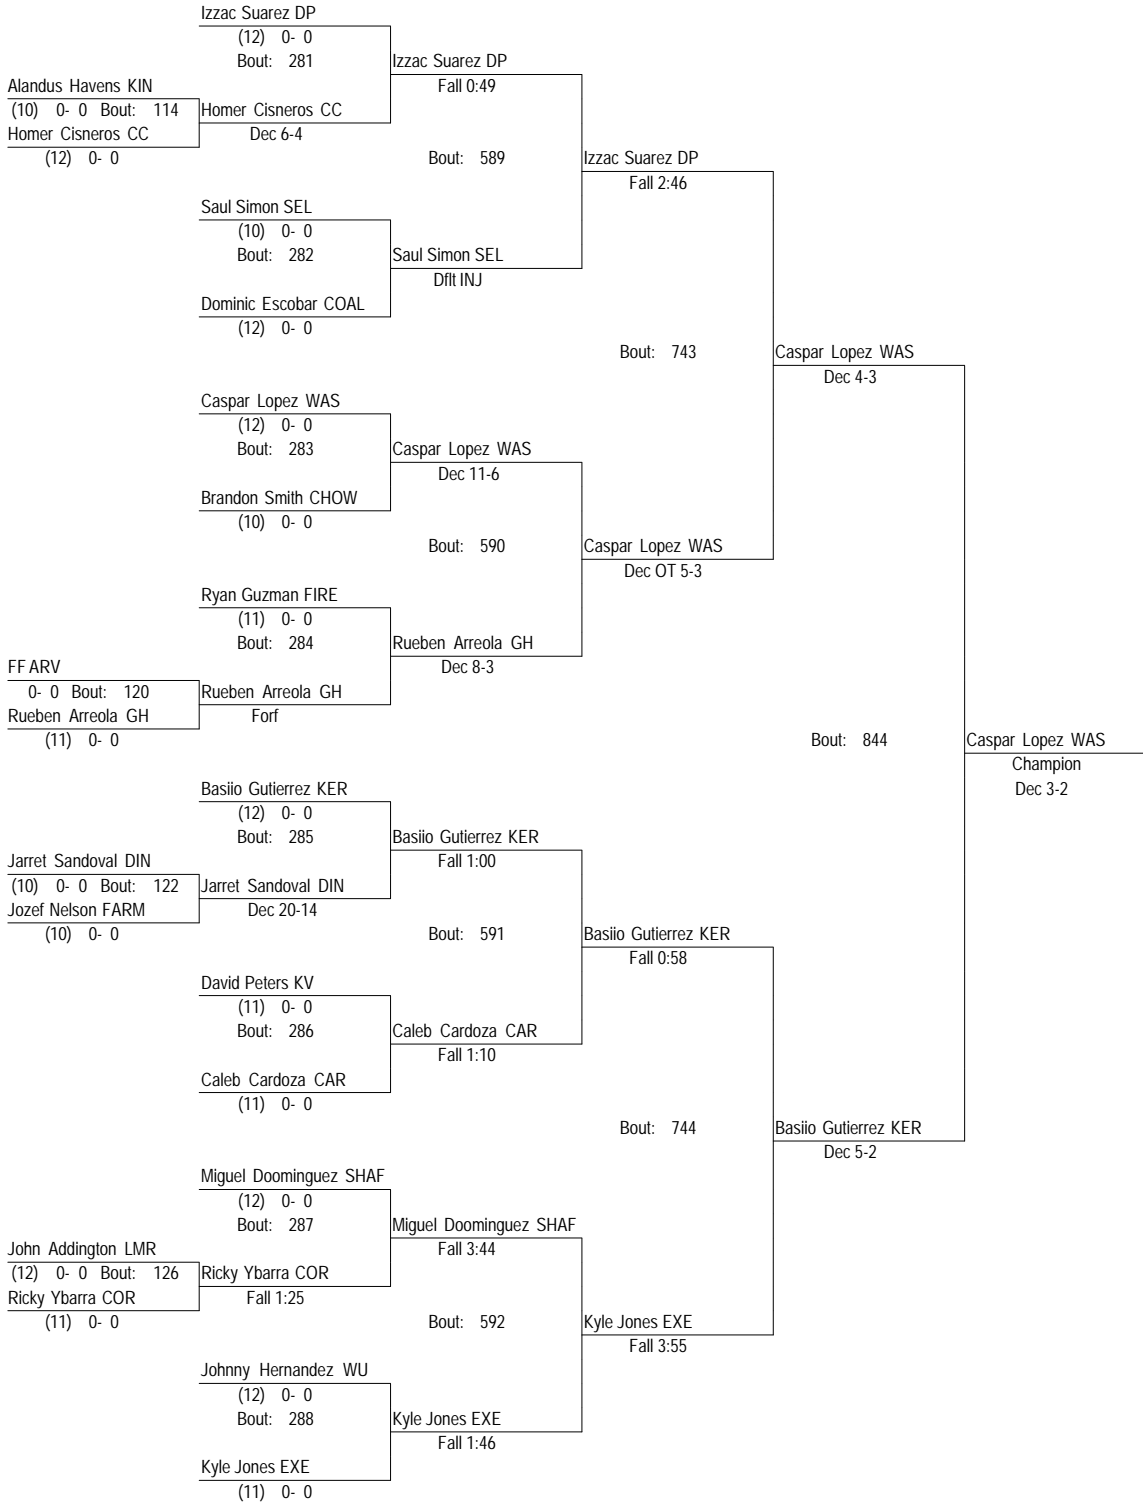 Izzac Suarez DP
(12) 0- 0
Bout: 281
Izzac Suarez DP
Fall 0:49
Alandus Havens KIN
(10) 0- 0 Bout: 114
Homer Cisneros CC
Homer Cisneros CC
Dec 6-4
(12) 0- 0
Bout: 589
Izzac Suarez DP
Fall 2:46
Saul Simon SEL
(10) 0- 0
Bout: 282
Saul Simon SEL
Dflt INJ
Dominic Escobar COAL
(12) 0- 0
Bout: 743
Caspar Lopez WAS
Dec 4-3
Caspar Lopez WAS
(12) 0- 0
Bout: 283
Caspar Lopez WAS
Dec 11-6
Brandon Smith CHOW
(10) 0- 0
Bout: 590
Caspar Lopez WAS
Dec OT 5-3
Ryan Guzman FIRE
(11) 0- 0
Bout: 284
Rueben Arreola GH
Dec 8-3
FF ARV
0- 0 Bout: 120
Rueben Arreola GH
Rueben Arreola GH
Forf
(11) 0- 0
Bout: 844
Caspar Lopez WAS
Champion
Dec 3-2
Basiio Gutierrez KER
(12) 0- 0
Bout: 285
Basiio Gutierrez KER
Fall 1:00
Jarret Sandoval DIN
(10) 0- 0 Bout: 122
Jarret Sandoval DIN
Jozef Nelson FARM
Dec 20-14
(10) 0- 0
Bout: 591
Basiio Gutierrez KER
Fall 0:58
David Peters KV
(11) 0- 0
Bout: 286
Caleb Cardoza CAR
Fall 1:10
Caleb Cardoza CAR
(11) 0- 0
Bout: 744
Basiio Gutierrez KER
Dec 5-2
Miguel Doominguez SHAF
(12) 0- 0
Bout: 287
Miguel Doominguez SHAF
Fall 3:44
John Addington LMR
(12) 0- 0 Bout: 126
Ricky Ybarra COR
Ricky Ybarra COR
Fall 1:25
(11) 0- 0
Bout: 592
Kyle Jones EXE
Fall 3:55
Johnny Hernandez WU
(12) 0- 0
Bout: 288
Kyle Jones EXE
Fall 1:46
Kyle Jones EXE
(11) 0- 0